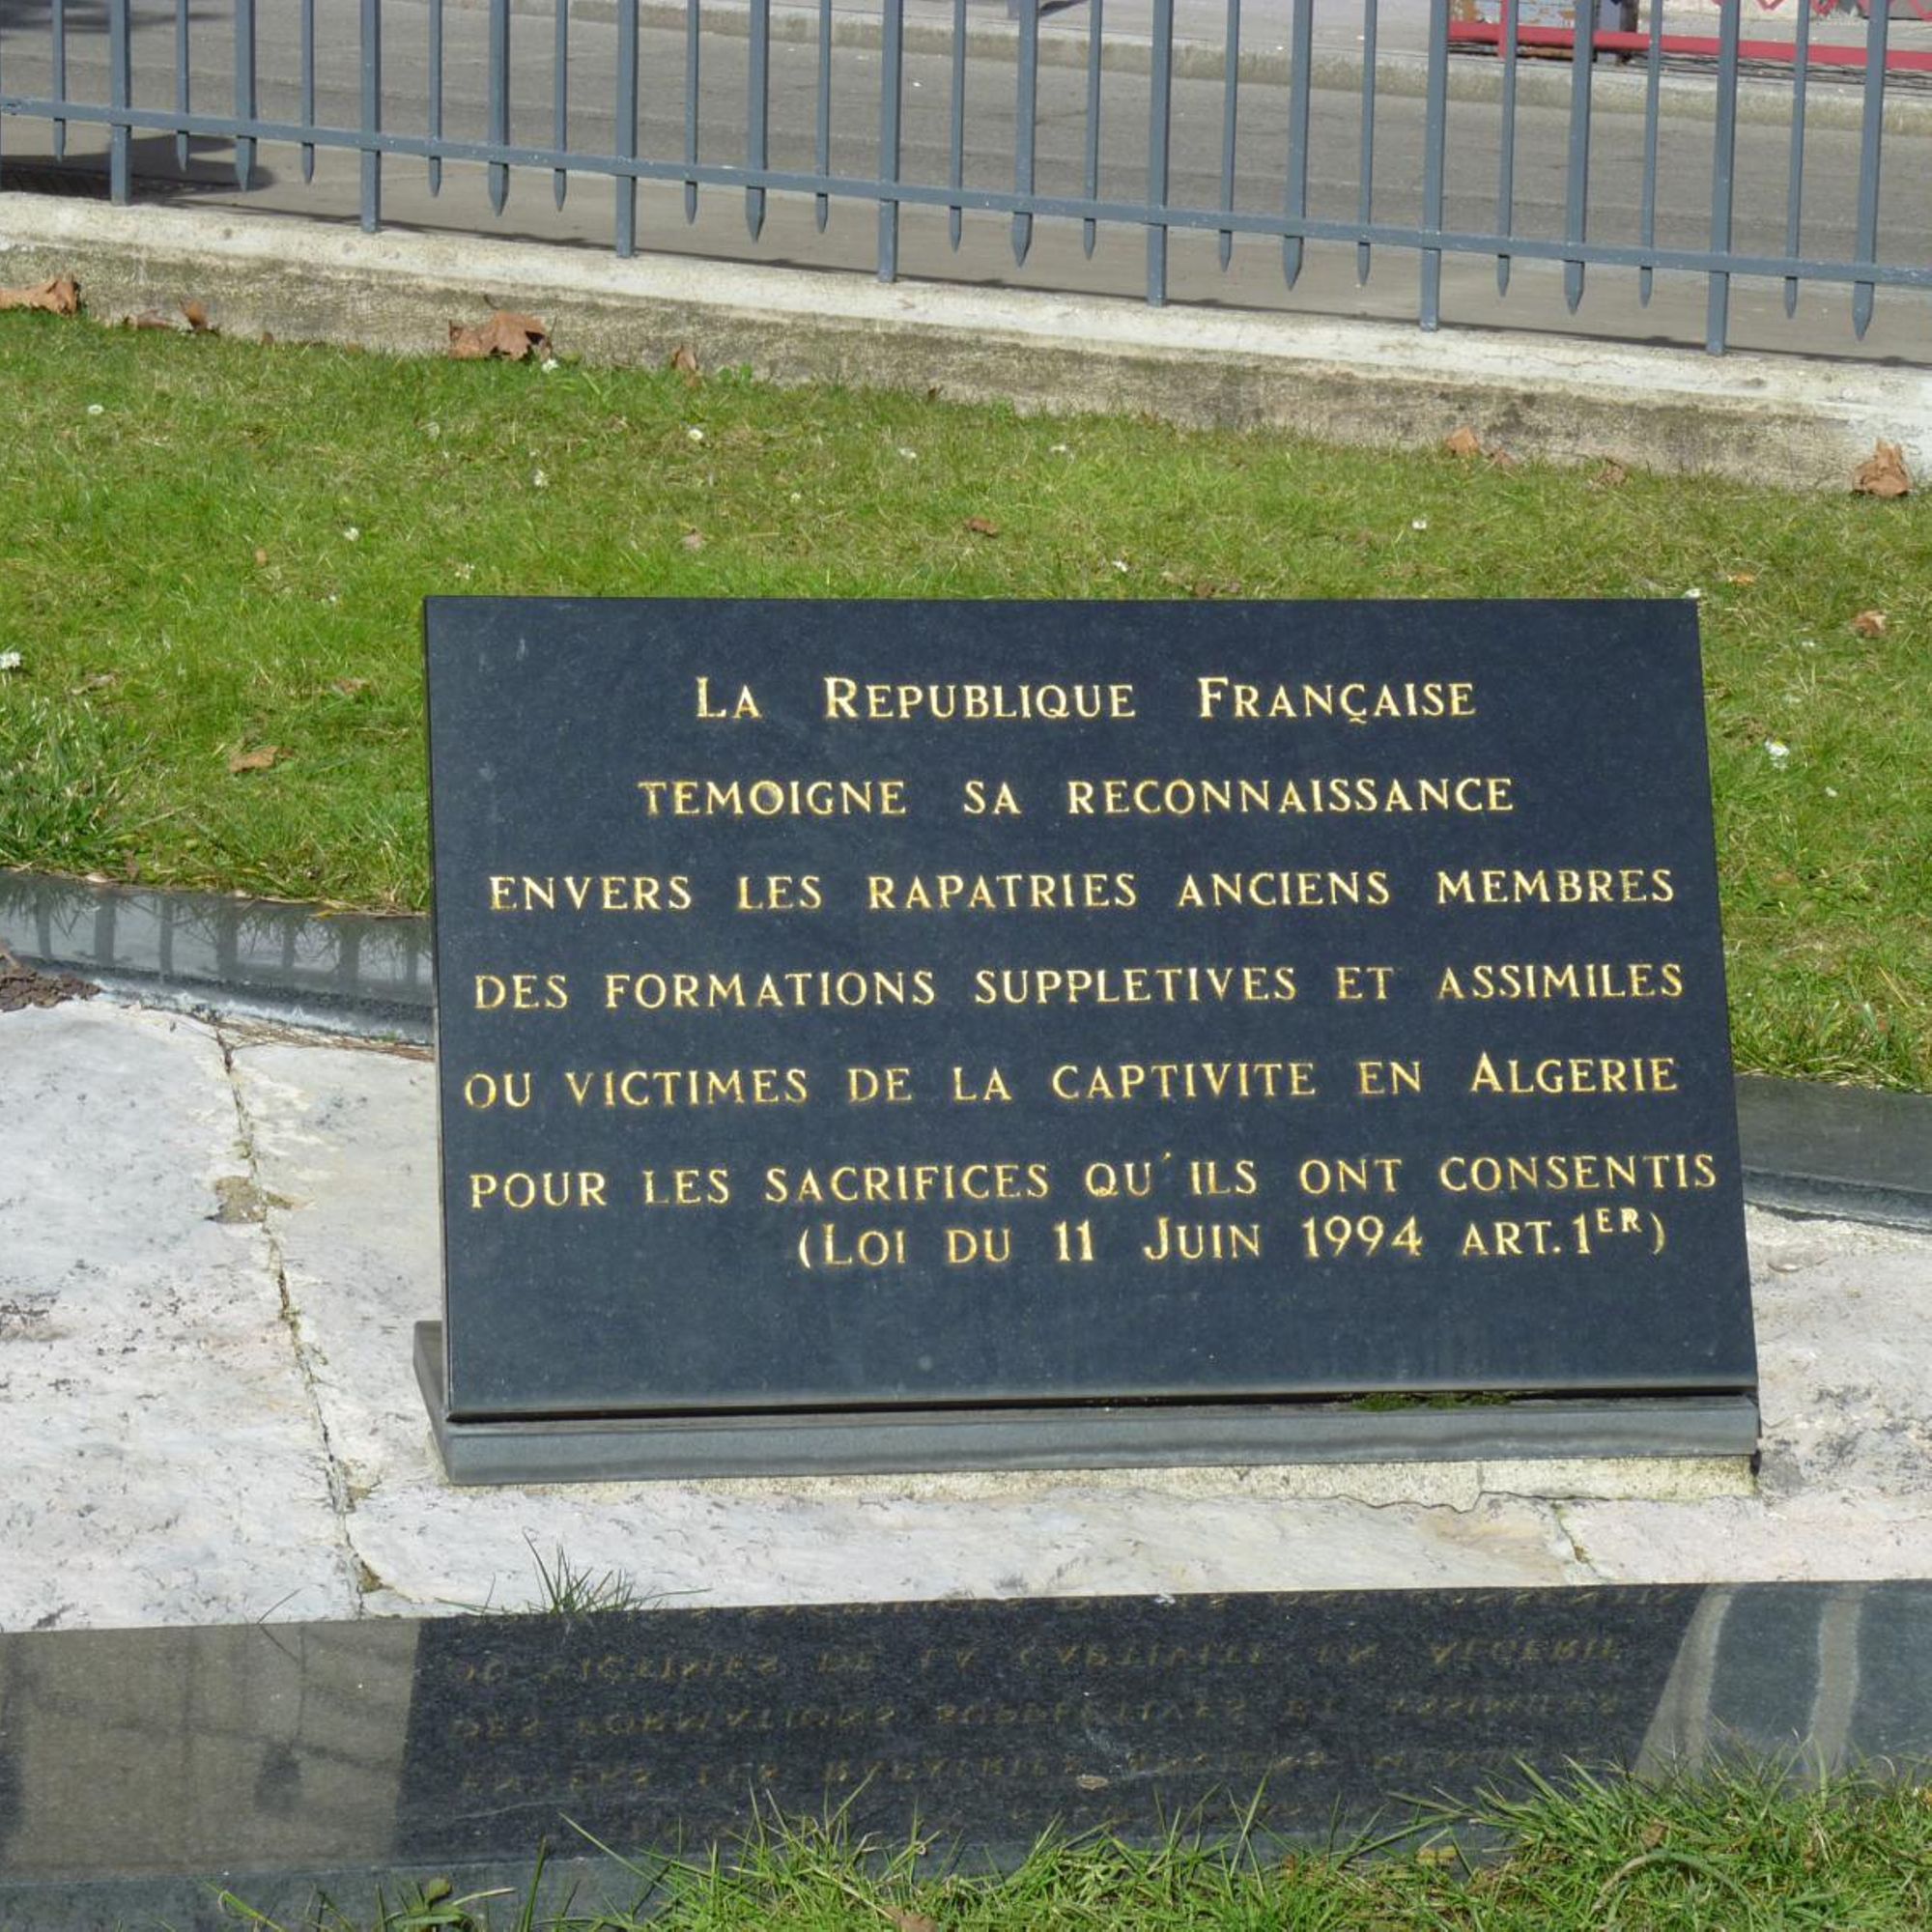 LA REPUBLIQUE FRANÇAISE
TEMOIGNE SA RECONNAISSANCE
ENVERS LES RAPATRIES ANCIENS MEMBRES
DES FORMATIONS SUPPLETIVES ET ASSIMILES
OU VICTIMES DE LA CAPTIVITE EN ALGERIE
POUR LES SACRIFICES QU'ILS ONT CONSENTIS
(LOI DU 11 JUIN 1994 ART.1ER)